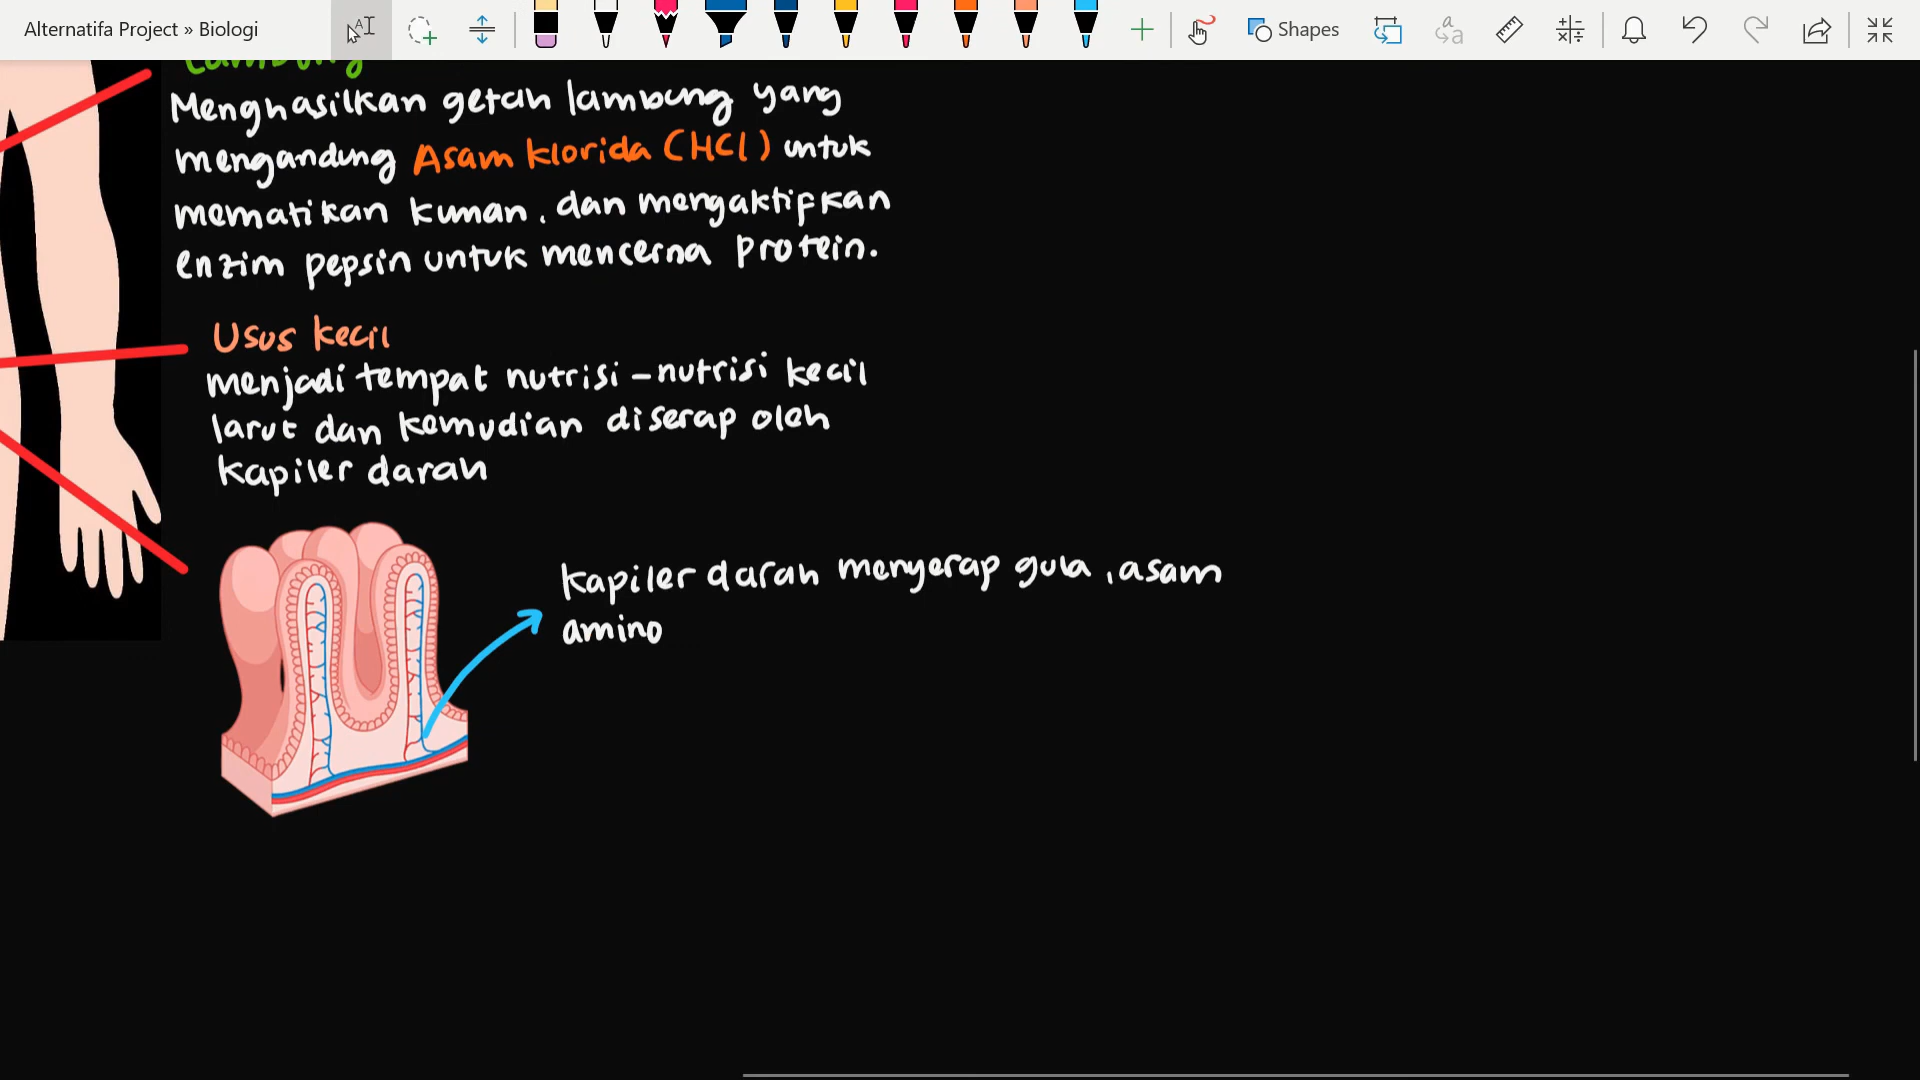 Alternatifa Project » Biologi
Shapes
Lambung
Menghasilkan getah lambung yang
mengandung Asam Klorida (HCl) untuk
mematikan kuman, dan mengaktifkan
enzim pepsin untuk mencerna protein.
Usus kecil
menjadi tempat nutrisi-nutrisi kecil
larut dan kemudian diserap oleh
kapiler darah
kapiler darah menyerap gula, asam
amino